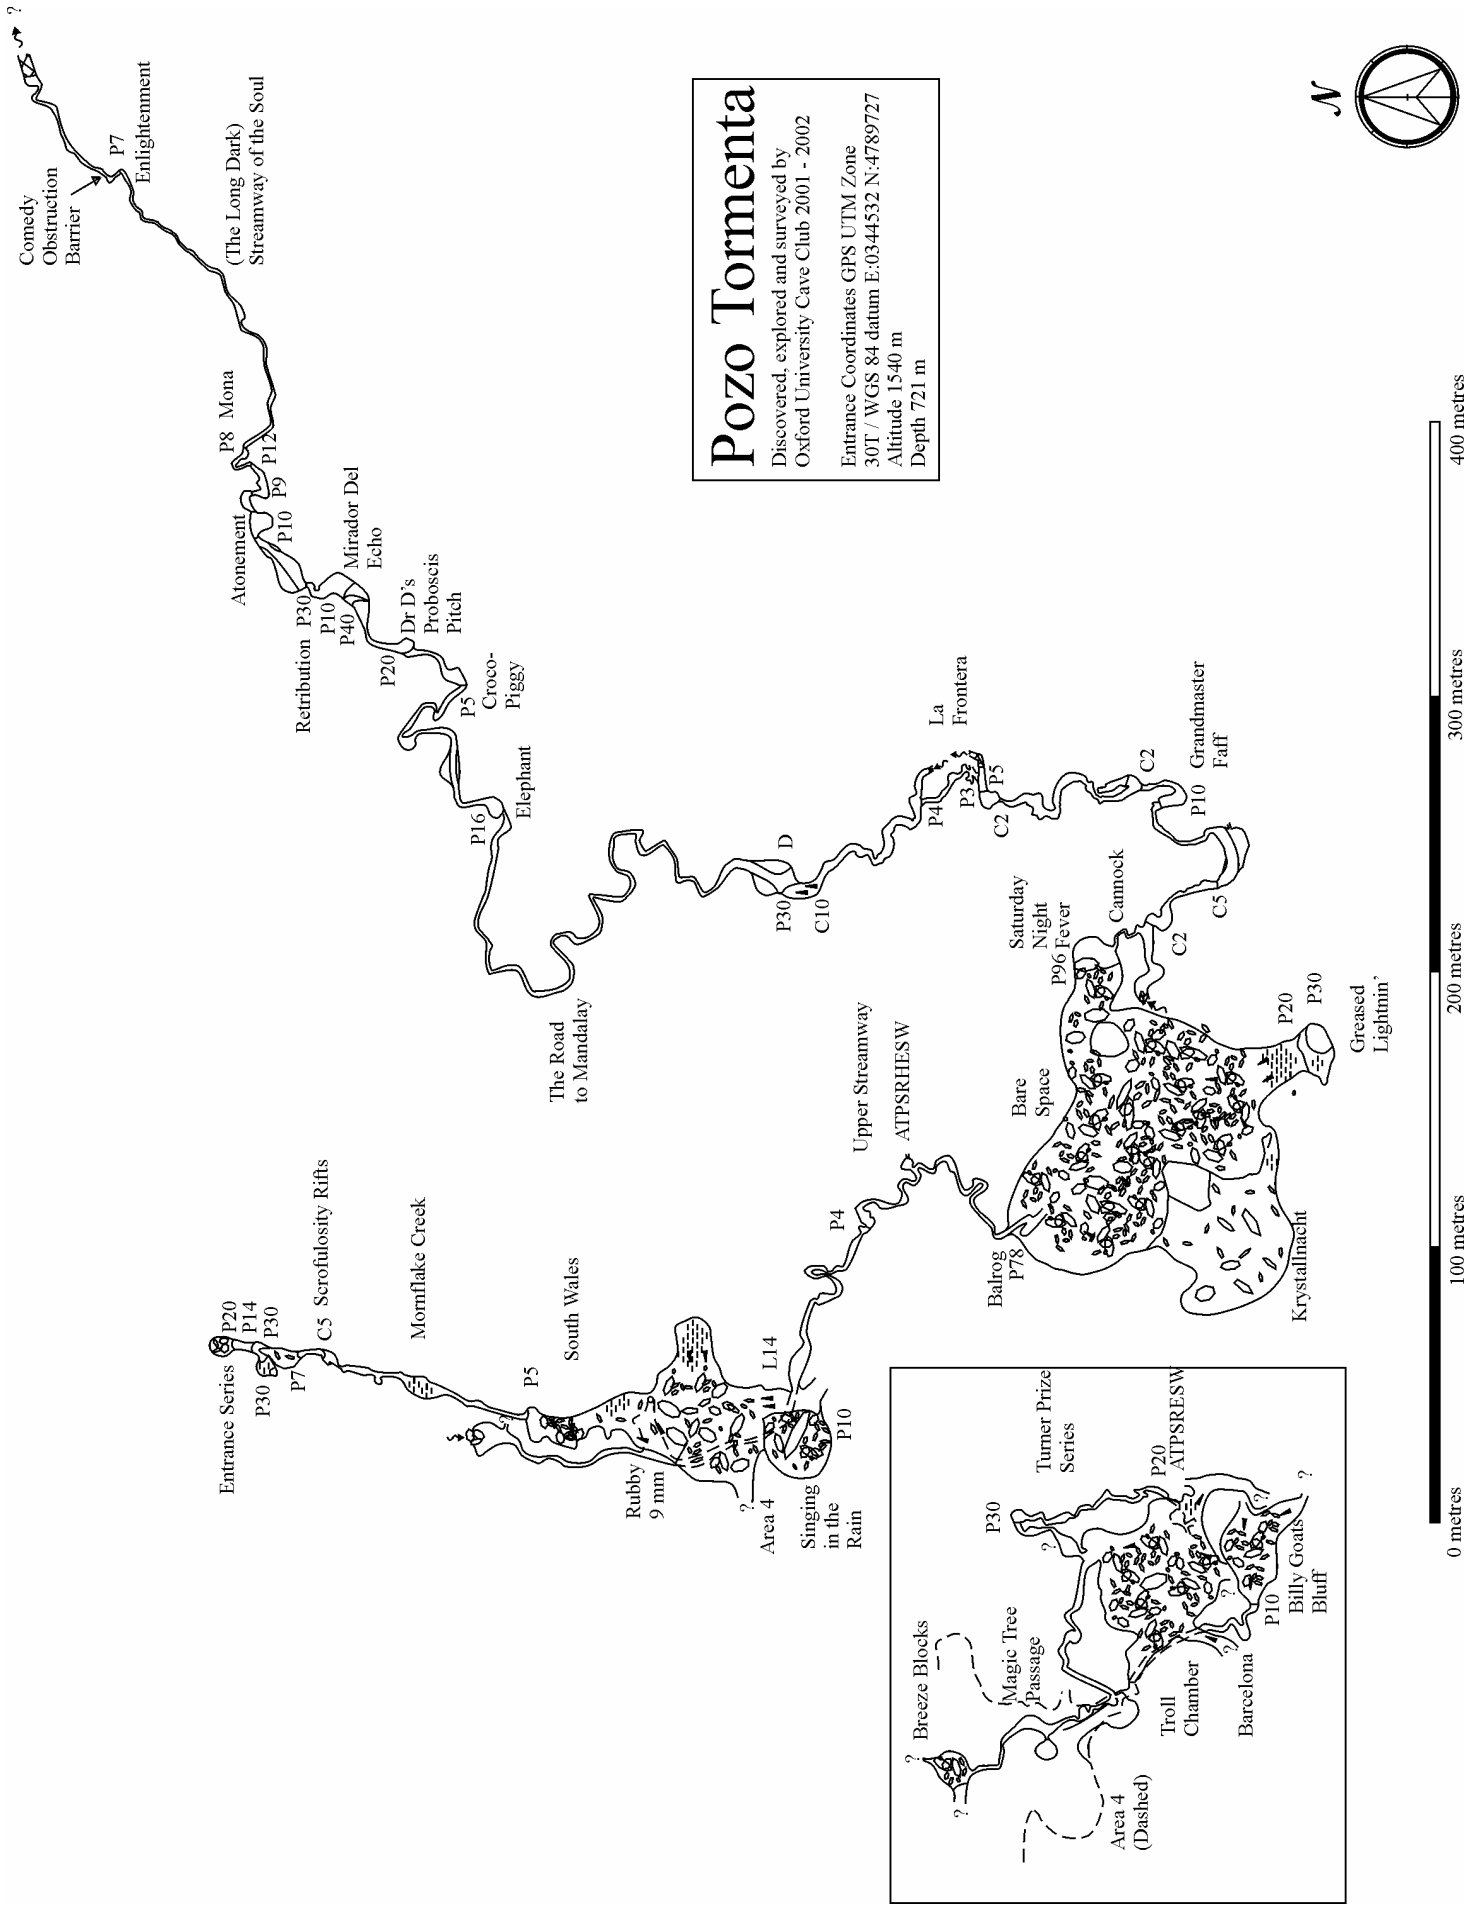 Pozo Tormenta
Discovered, explored and surveyed by
Oxford University Cave Club 2001 - 2002
Entrance Coordinates GPS UTM Zone
30T / WGS 84 datum E:0344532 N:4789727
Altitude 1540 m
Depth 721 m
N
Entrance Series
P20
P14
P30
P30
P7
C5 Scrofulosity Rifts
Mornflake Creek
P5
South Wales
?
Rubby
9 mm
?
Area 4
L14
Singing
in the
Rain
P10
P4
Upper Streamway
ATPSRHESW
Balrog
P78
Bare
Space
Krystallnacht
Greased
Lightnin'
P20
P30
Saturday
Night
Fever
P96
Cannock
C2
C5
P10
Grandmaster
Faff
C2
C2
P5
P3
P4
La
Frontera
P30
C10
D
The Road
to Mandalay
P16
Elephant
P5
Croco-
Piggy
P20
Dr D's
Proboscis
Pitch
P40
P10
P30
Retribution
Mirador Del
Echo
Atonement
P10
P9
P12
P8
Mona
(The Long Dark)
Streamway of the Soul
P7
Enlightenment
Comedy
Obstruction
Barrier
?
Breeze Blocks
?
?
Magic Tree
Passage
Area 4
(Dashed)
Troll
Chamber
Barcelona
?
P30
?
Turner Prize
Series
P20
ATPSRESW
?
?
?
P10
Billy Goats
Bluff
0 metres
100 metres
200 metres
300 metres
400 metres